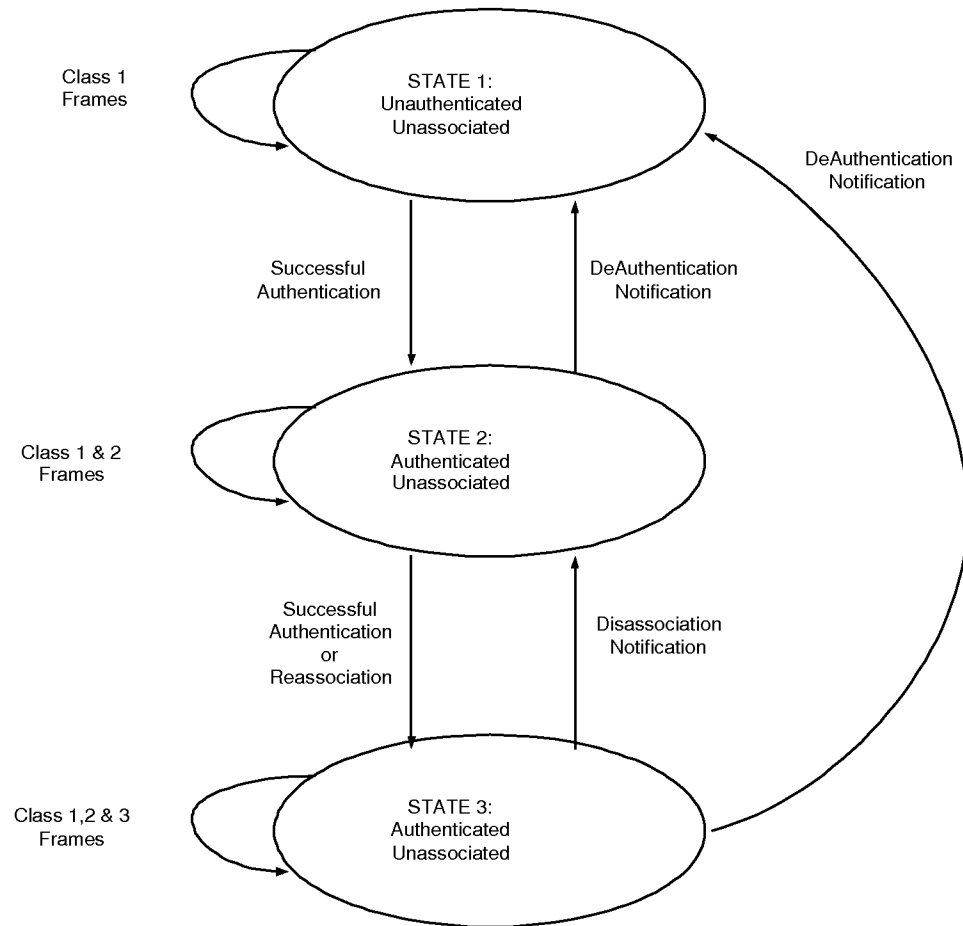 Class 1
Frames
STATE 1:
Unauthenticated
Unassociated
DeAuthentication
Notification
Successful
Authentication
DeAuthentication
Notification
Class 1 & 2
Frames
STATE 2:
Authenticated
Unassociated
Successful
Authentication
or
Reassociation
Disassociation
Notification
Class 1,2 & 3
Frames
STATE 3:
Authenticated
Unassociated